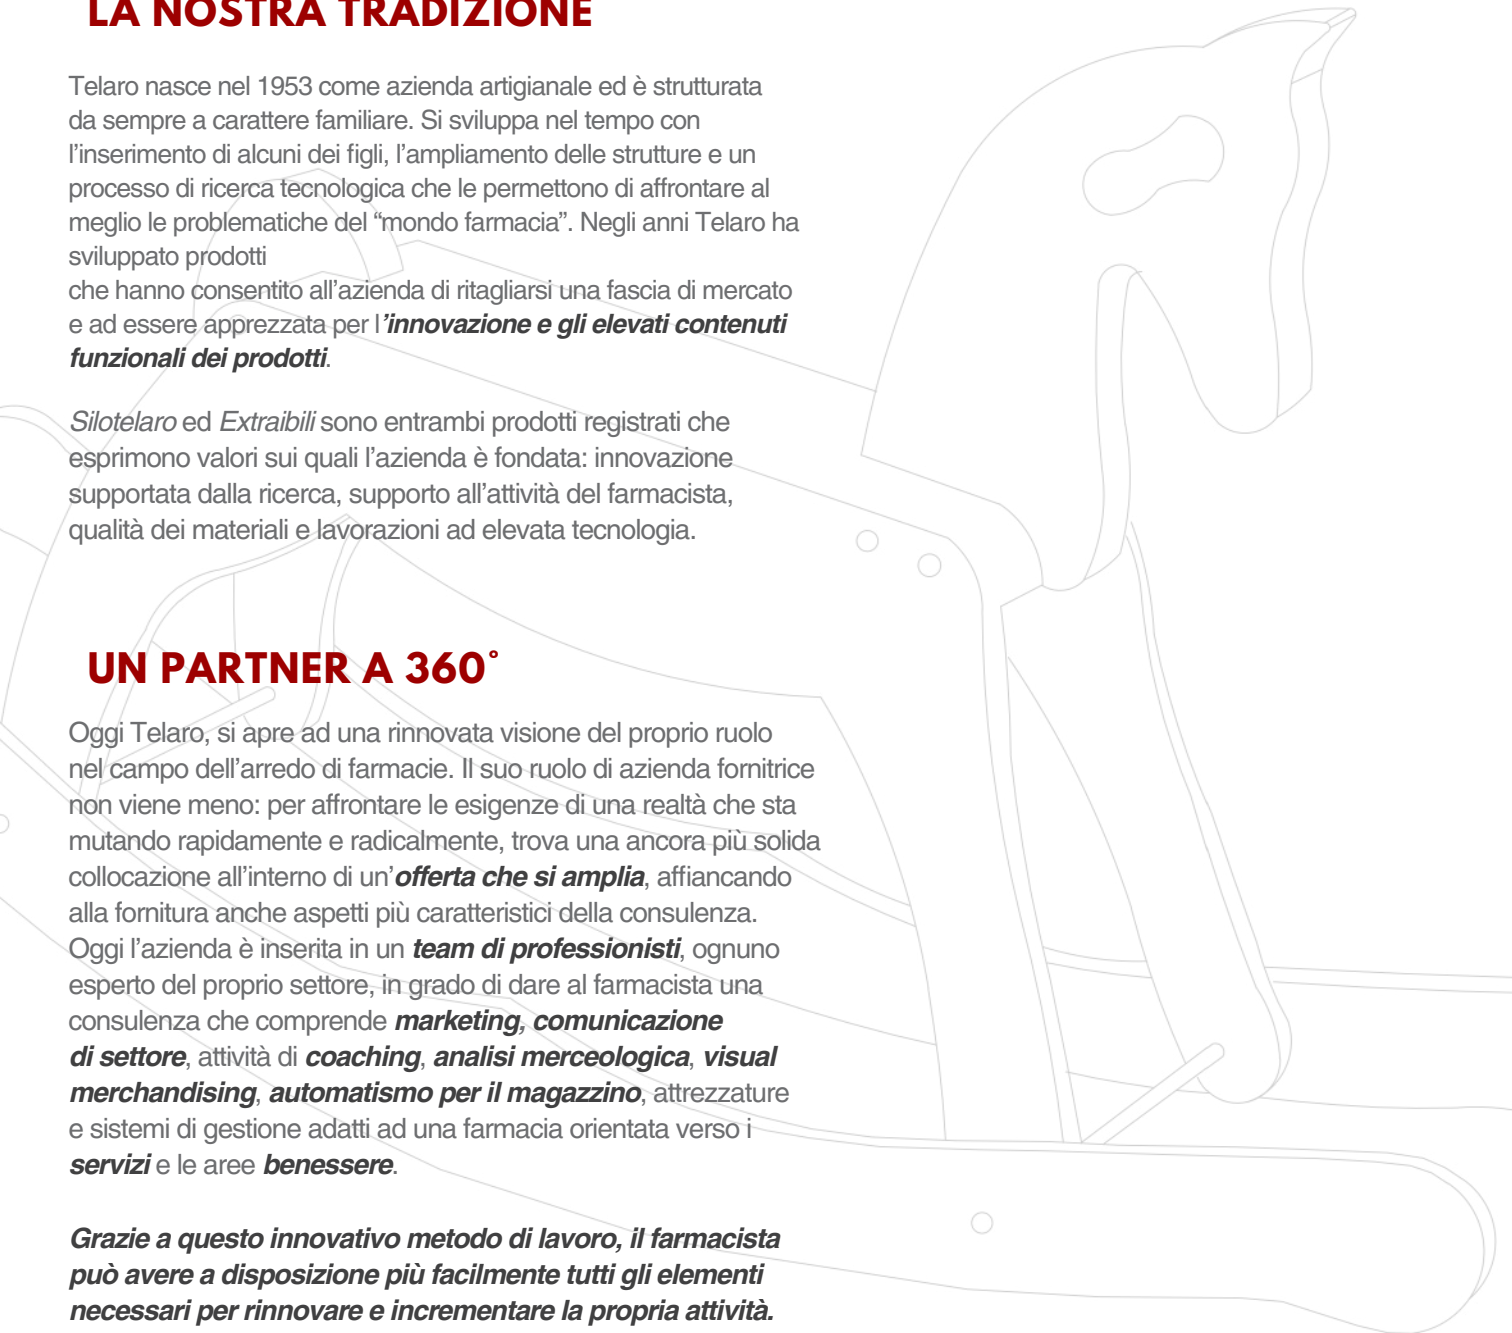 LA NOSTRA TRADIZIONE
Telaro nasce nel 1953 come azienda artigianale ed è strutturata
da sempre a carattere familiare. Si sviluppa nel tempo con
l’inserimento di alcuni dei figli, l’ampliamento delle strutture e un
processo di ricerca tecnologica che le permettono di affrontare al
meglio le problematiche del “mondo farmacia”. Negli anni Telaro ha
sviluppato prodotti
che hanno consentito all’azienda di ritagliarsi una fascia di mercato
e ad essere apprezzata per l’innovazione e gli elevati contenuti
funzionali dei prodotti.
Silotelaro ed Extraibili sono entrambi prodotti registrati che
esprimono valori sui quali l’azienda è fondata: innovazione
supportata dalla ricerca, supporto all’attività del farmacista,
qualità dei materiali e lavorazioni ad elevata tecnologia.
UN PARTNER A 360°
Oggi Telaro, si apre ad una rinnovata visione del proprio ruolo
nel campo dell’arredo di farmacie. Il suo ruolo di azienda fornitrice
non viene meno: per affrontare le esigenze di una realtà che sta
mutando rapidamente e radicalmente, trova una ancora più solida
collocazione all’interno di un’offerta che si amplia, affiancando
alla fornitura anche aspetti più caratteristici della consulenza.
Oggi l’azienda è inserita in un team di professionisti, ognuno
esperto del proprio settore, in grado di dare al farmacista una
consulenza che comprende marketing, comunicazione
di settore, attività di coaching, analisi merceologica, visual
merchandising, automatismo per il magazzino, attrezzature
e sistemi di gestione adatti ad una farmacia orientata verso i
servizi e le aree benessere.
Grazie a questo innovativo metodo di lavoro, il farmacista
può avere a disposizione più facilmente tutti gli elementi
necessari per rinnovare e incrementare la propria attività.